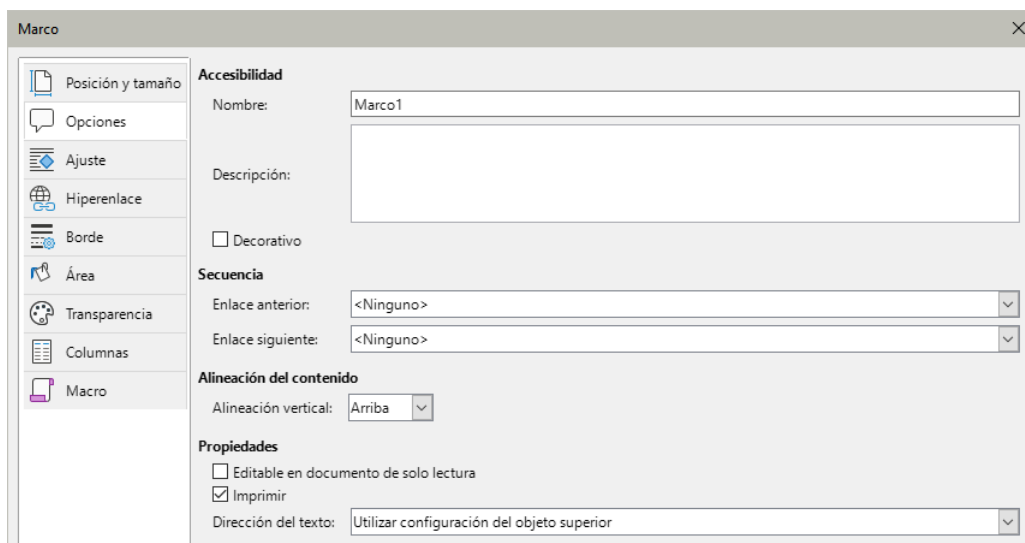 Marco
Posición y tamaño
Opciones
Ajuste
Hiperenlace
Borde
Área
Transparencia
Columnas
Macro
Accesibilidad
Nombre: Marco1
Descripción:
Decorativo
Secuencia
Enlace anterior: <Ninguno>
Enlace siguiente: <Ninguno>
Alineación del contenido
Alineación vertical: Arriba
Propiedades
Editable en documento de solo lectura
Imprimir
Dirección del texto: Utilizar configuración del objeto superior